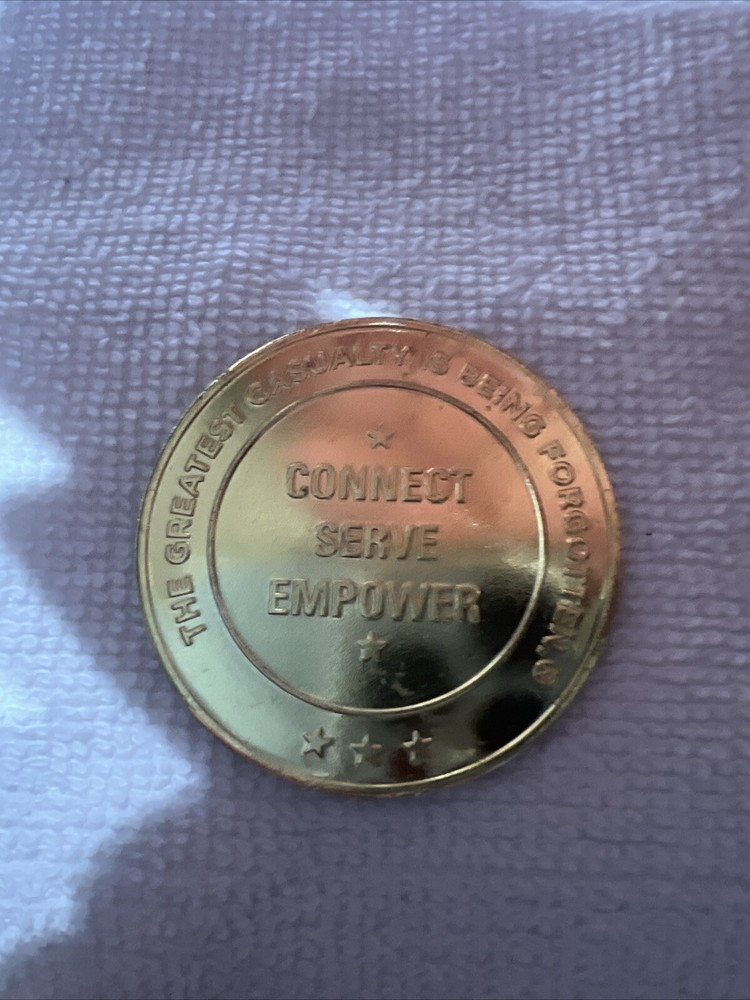 THE GREATEST CASUALTY IS BEING FORGOTTEN.®
CONNECT
SERVE
EMPOWER